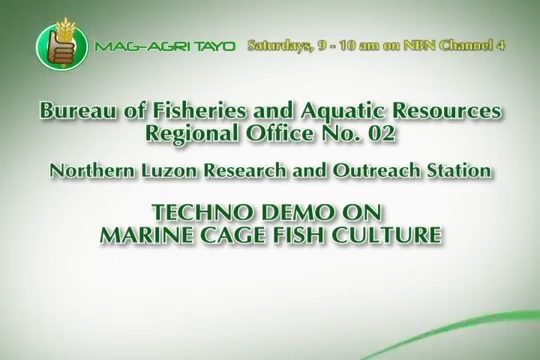 MAG-AGRI TAYO Saturdays, 9 - 10 am on NBN Channel 4
Bureau of Fisheries and Aquatic Resources
Regional Office No. 02
Northern Luzon Research and Outreach Station
TECHNO DEMO ON
MARINE CAGE FISH CULTURE